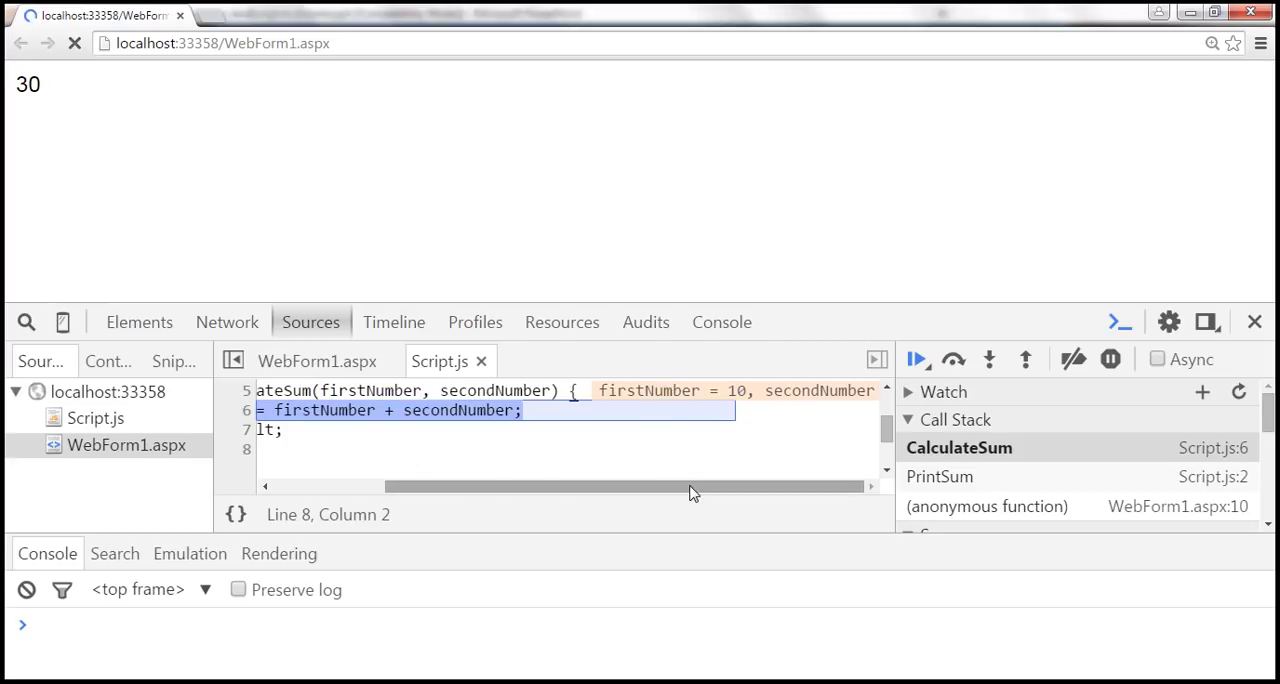 localhost:33358/WebForm
localhost:33358/WebForm1.aspx
30
Elements Network Sources Timeline Profiles Resources Audits Console
Sour... Cont... Snip... WebForm1.aspx Script.js Async
localhost:33358
Script.js
WebForm1.aspx
5 ateSum(firstNumber, secondNumber) { firstNumber = 10, secondNumber
6 = firstNumber + secondNumber;
7 lt;
8
{} Line 8, Column 2
Watch
Call Stack
CalculateSum Script.js:6
PrintSum Script.js:2
(anonymous function) WebForm1.aspx:10
Console Search Emulation Rendering
<top frame> Preserve log